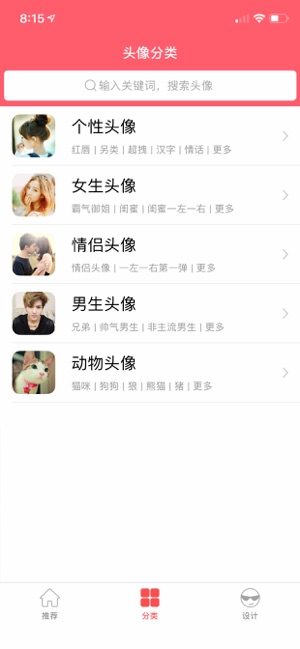 8:15
头像分类
输入关键词，搜索头像
个性头像
红唇 | 另类 | 超拽 | 汉字 | 情话 | 更多
女生头像
霸气御姐 | 闺蜜 | 闺蜜一左一右 | 更多
情侣头像
情侣头像 | 一左一右第一弹 | 更多
男生头像
兄弟 | 帅气男生 | 非主流男生 | 更多
动物头像
猫咪 | 狗狗 | 狼 | 熊猫 | 猪 | 更多
推荐
分类
设计